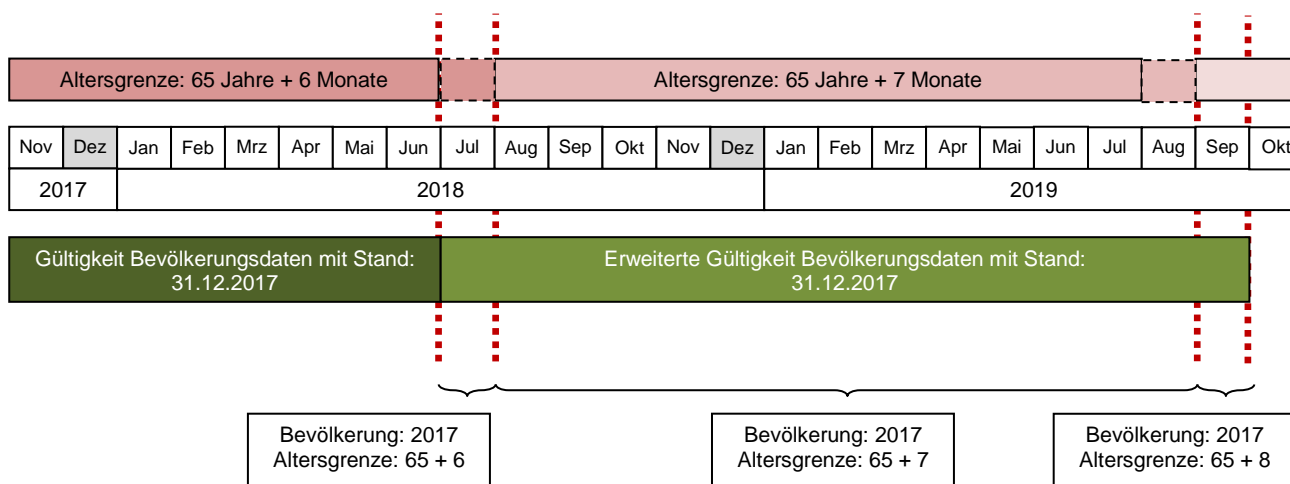 Altersgrenze: 65 Jahre + 6 Monate
Altersgrenze: 65 Jahre + 7 Monate
Nov Dez Jan Feb Mrz Apr Mai Jun Jul Aug Sep Okt Nov Dez Jan Feb Mrz Apr Mai Jun Jul Aug Sep Okt
2017 2018 2019
Gültigkeit Bevölkerungsdaten mit Stand:
31.12.2017
Erweiterte Gültigkeit Bevölkerungsdaten mit Stand:
31.12.2017
Bevölkerung: 2017
Altersgrenze: 65 + 6
Bevölkerung: 2017
Altersgrenze: 65 + 7
Bevölkerung: 2017
Altersgrenze: 65 + 8